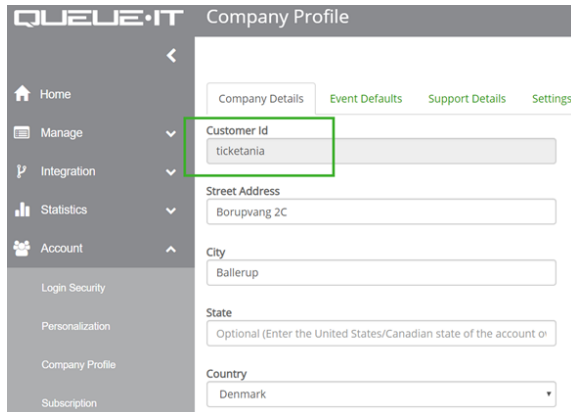 QUEUE·IT
Company Profile
Home
Manage
Integration
Statistics
Account
Login Security
Personalization
Company Profile
Subscription
Company Details Event Defaults Support Details Settings
Customer Id
ticketania
Street Address
Borupvang 2C
City
Ballerup
State
Optional (Enter the United States/Canadian state of the account o
Country
Denmark